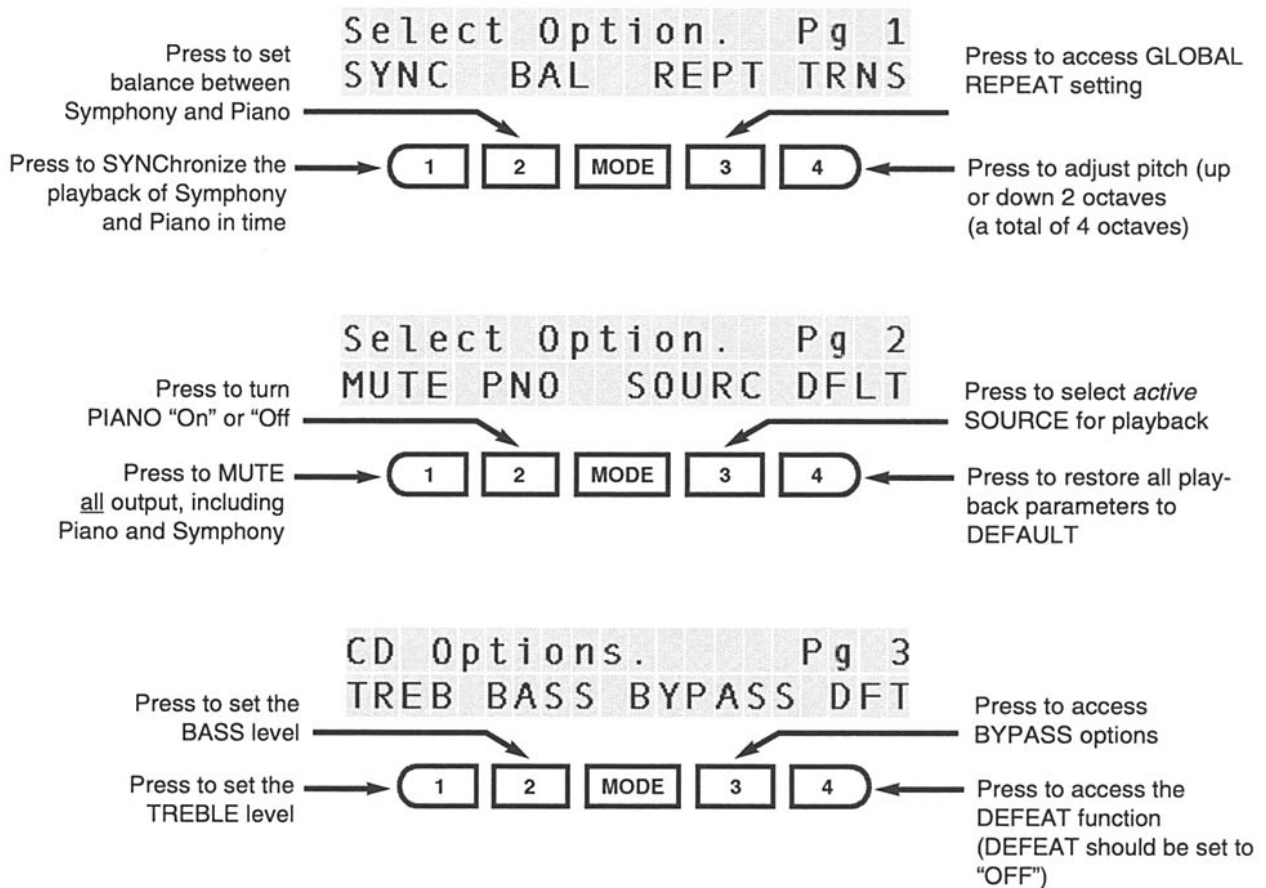 Select Option. Pg 1
SYNC BAL REPT TRNS
Press to set
balance between
Symphony and Piano
Press to SYNChronize the
playback of Symphony
and Piano in time
1 2 MODE 3 4
Press to access GLOBAL
REPEAT setting
Press to adjust pitch (up
or down 2 octaves
(a total of 4 octaves)
Select Option. Pg 2
MUTE PNO SOURC DFLT
Press to turn
PIANO “On” or “Off
Press to MUTE
all output, including
Piano and Symphony
1 2 MODE 3 4
Press to select active
SOURCE for playback
Press to restore all play-
back parameters to
DEFAULT
CD Options. Pg 3
TREB BASS BYPASS DFT
Press to set the
BASS level
Press to set the
TREBLE level
1 2 MODE 3 4
Press to access
BYPASS options
Press to access the
DEFEAT function
(DEFEAT should be set to
“OFF”)